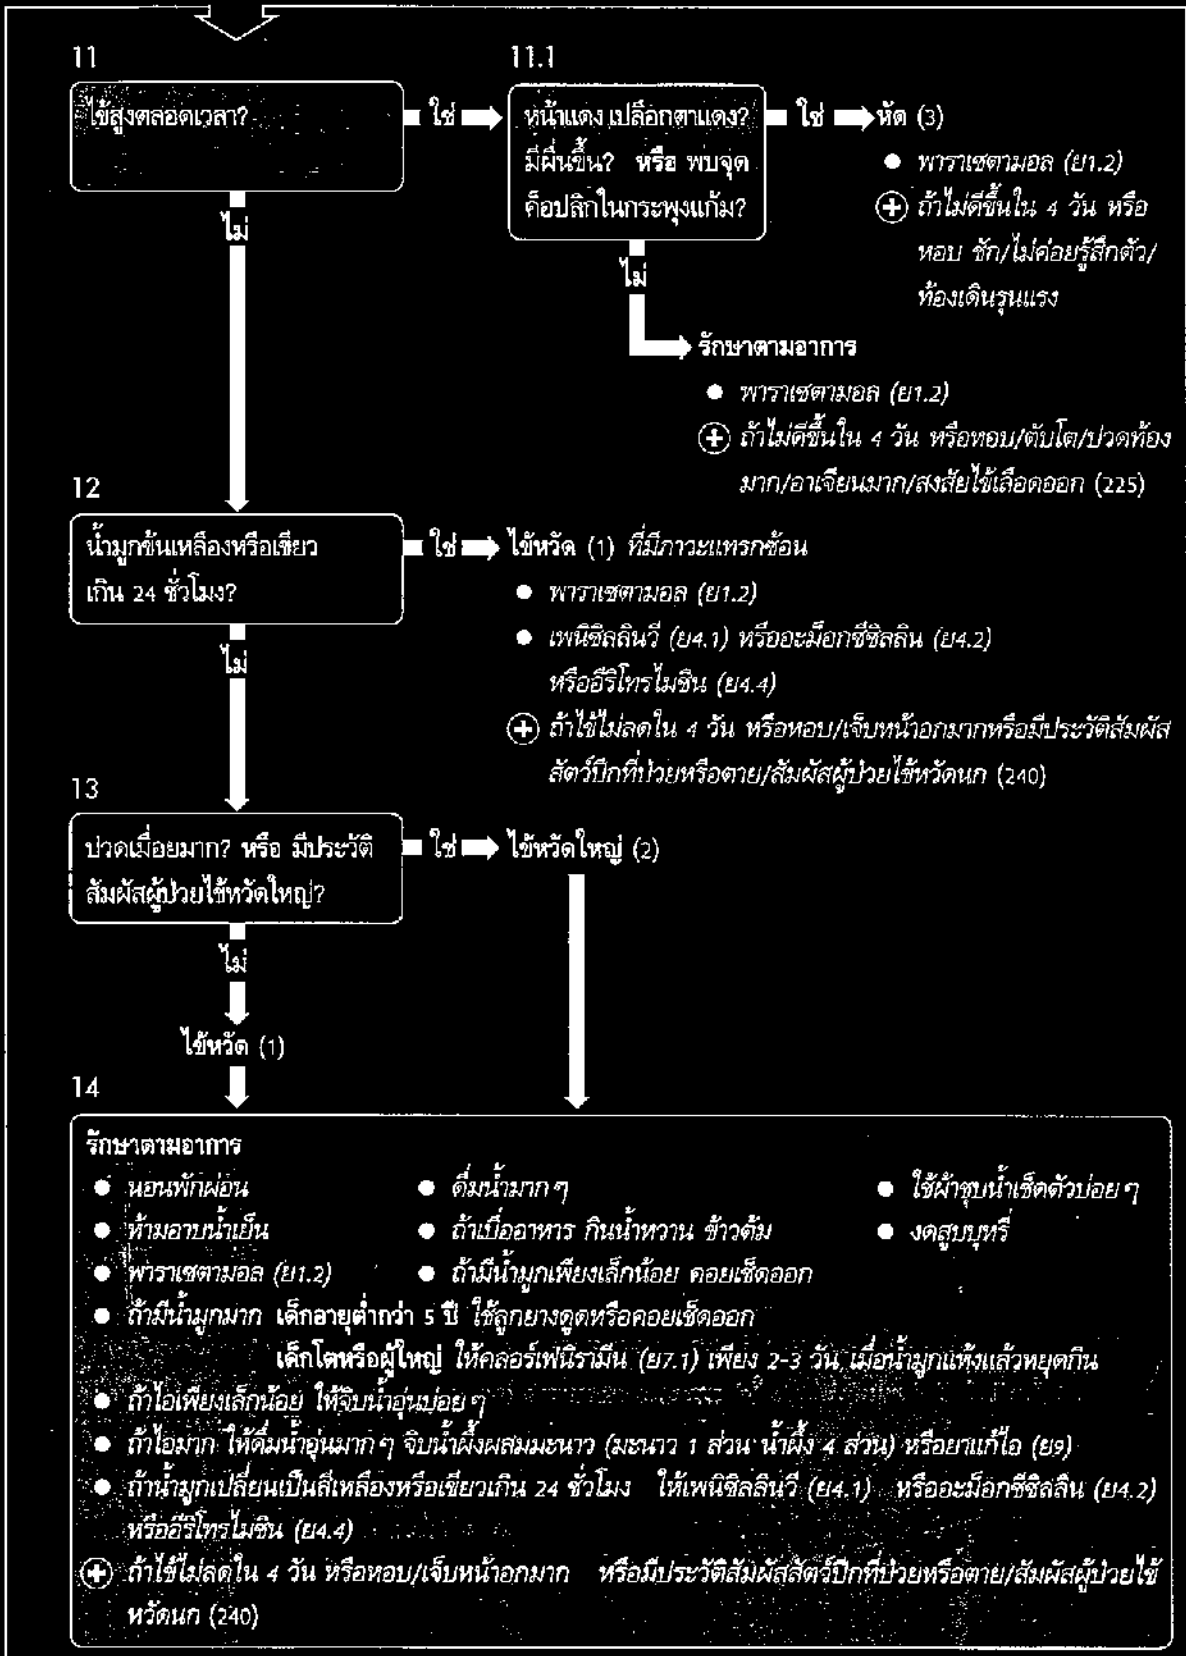 11
ไข้สูงตลอดเวลา?
ใช่
11.1
หน้าแดง เปลือกตาแดง?
มีผื่นขึ้น? หรือ พบจุด
ค็อปลิกในกระพุงแก้ม?
ใช่
หัด (3)
พาราเซตามอล (ย1.2)
ถ้าไม่ดีขึ้นใน 4 วัน หรือ
หอบ ชัก/ไม่ค่อยรู้สึกตัว/
ท้องเดินรุนแรง
ไม่
รักษาตามอาการ
พาราเซตามอล (ย1.2)
ถ้าไม่ดีขึ้นใน 4 วัน หรือหอบ/ตับโต/ปวดท้อง
มาก/อาเจียนมาก/สงสัยไข้เลือดออก (225)
ไม่
12
น้ำมูกข้นเหลืองหรือเขียว
เกิน 24 ชั่วโมง?
ใช่
ไข้หวัด (1) ที่มีภาวะแทรกซ้อน
พาราเซตามอล (ย1.2)
เพนิซิลลินวี (ย4.1) หรืออะม็อกซีซิลลิน (ย4.2)
หรืออีริโทรไมซิน (ย4.4)
ถ้าไข้ไม่ลดใน 4 วัน หรือหอบ/เจ็บหน้าอกมากหรือมีประวัติสัมผัส
สัตว์ปีกที่ป่วยหรือตาย/สัมผัสผู้ป่วยไข้หวัดนก (240)
ไม่
13
ปวดเมื่อยมาก? หรือ มีประวัติ
สัมผัสผู้ป่วยไข้หวัดใหญ่?
ใช่
ไข้หวัดใหญ่ (2)
ไม่
ไข้หวัด (1)
14
รักษาตามอาการ
นอนพักผ่อน
ดื่มน้ำมาก ๆ
ใช้ผ้าชุบน้ำเช็ดตัวบ่อย ๆ
ห้ามอาบน้ำเย็น
ถ้าเบื่ออาหาร กินน้ำหวาน ข้าวต้ม
งดสูบบุหรี่
พาราเซตามอล (ย1.2)
ถ้ามีน้ำมูกเพียงเล็กน้อย คอยเช็ดออก
ถ้ามีน้ำมูกมาก เด็กอายุต่ำกว่า 5 ปี ใช้ลูกยางดูดหรือคอยเช็ดออก
เด็กโตหรือผู้ใหญ่ ให้คลอร์เฟนิรามีน (ย7.1) เพียง 2-3 วัน เมื่อน้ำมูกแห้งแล้วหยุดกิน
ถ้าไอเพียงเล็กน้อย ให้จิบน้ำอุ่นบ่อย ๆ
ถ้าไอมาก ให้ดื่มน้ำอุ่นมาก ๆ จิบน้ำผึ้งผสมมะนาว (มะนาว 1 ส่วน น้ำผึ้ง 4 ส่วน) หรือยาแก้ไอ (ย9)
ถ้าน้ำมูกเปลี่ยนเป็นสีเหลืองหรือเขียวเกิน 24 ชั่วโมง ให้เพนิซิลลินวี (ย4.1) หรืออะม็อกซีซิลลิน (ย4.2)
หรืออีริโทรไมซิน (ย4.4)
ถ้าไข้ไม่ลดใน 4 วัน หรือหอบ/เจ็บหน้าอกมาก หรือมีประวัติสัมผัสสัตว์ปีกที่ป่วยหรือตาย/สัมผัสผู้ป่วยไข้
หวัดนก (240)